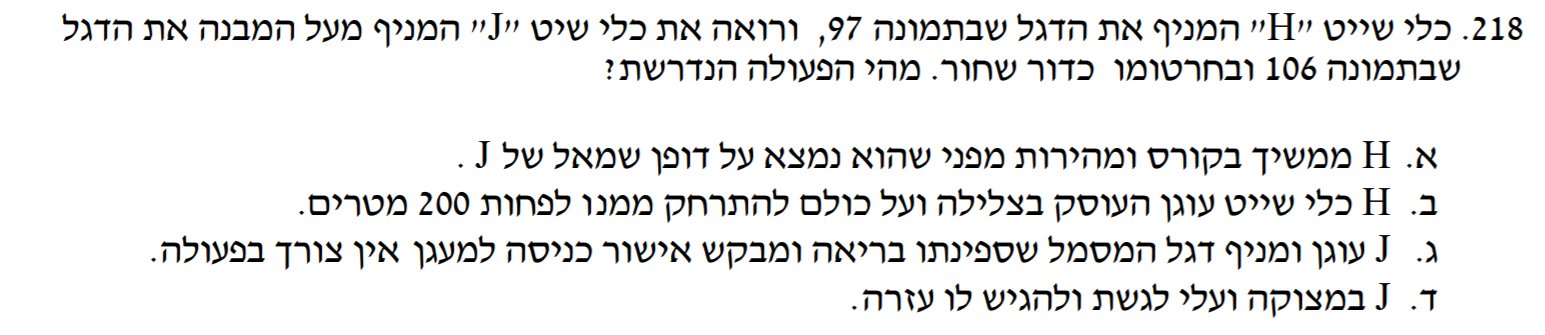 218. כלי שייט "H" המניף את הדגל שבתמונה 97, ורואה את כלי שיט "J" המניף מעל המבנה את הדגל
שבתמונה 106 ובחרטומו כדור שחור. מהי הפעולה הנדרשת?
א. H ממשיך בקורס ומהירות מפני שהוא נמצא על דופן שמאל של J .
ב. H כלי שייט עוגן העוסק בצלילה ועל כולם להתרחק ממנו לפחות 200 מטרים.
ג. J עוגן ומניף דגל המסמל שספינתו בריאה ומבקש אישור כניסה למעגן אין צורך בפעולה.
ד. J במצוקה ועלי לגשת ולהגיש לו עזרה.